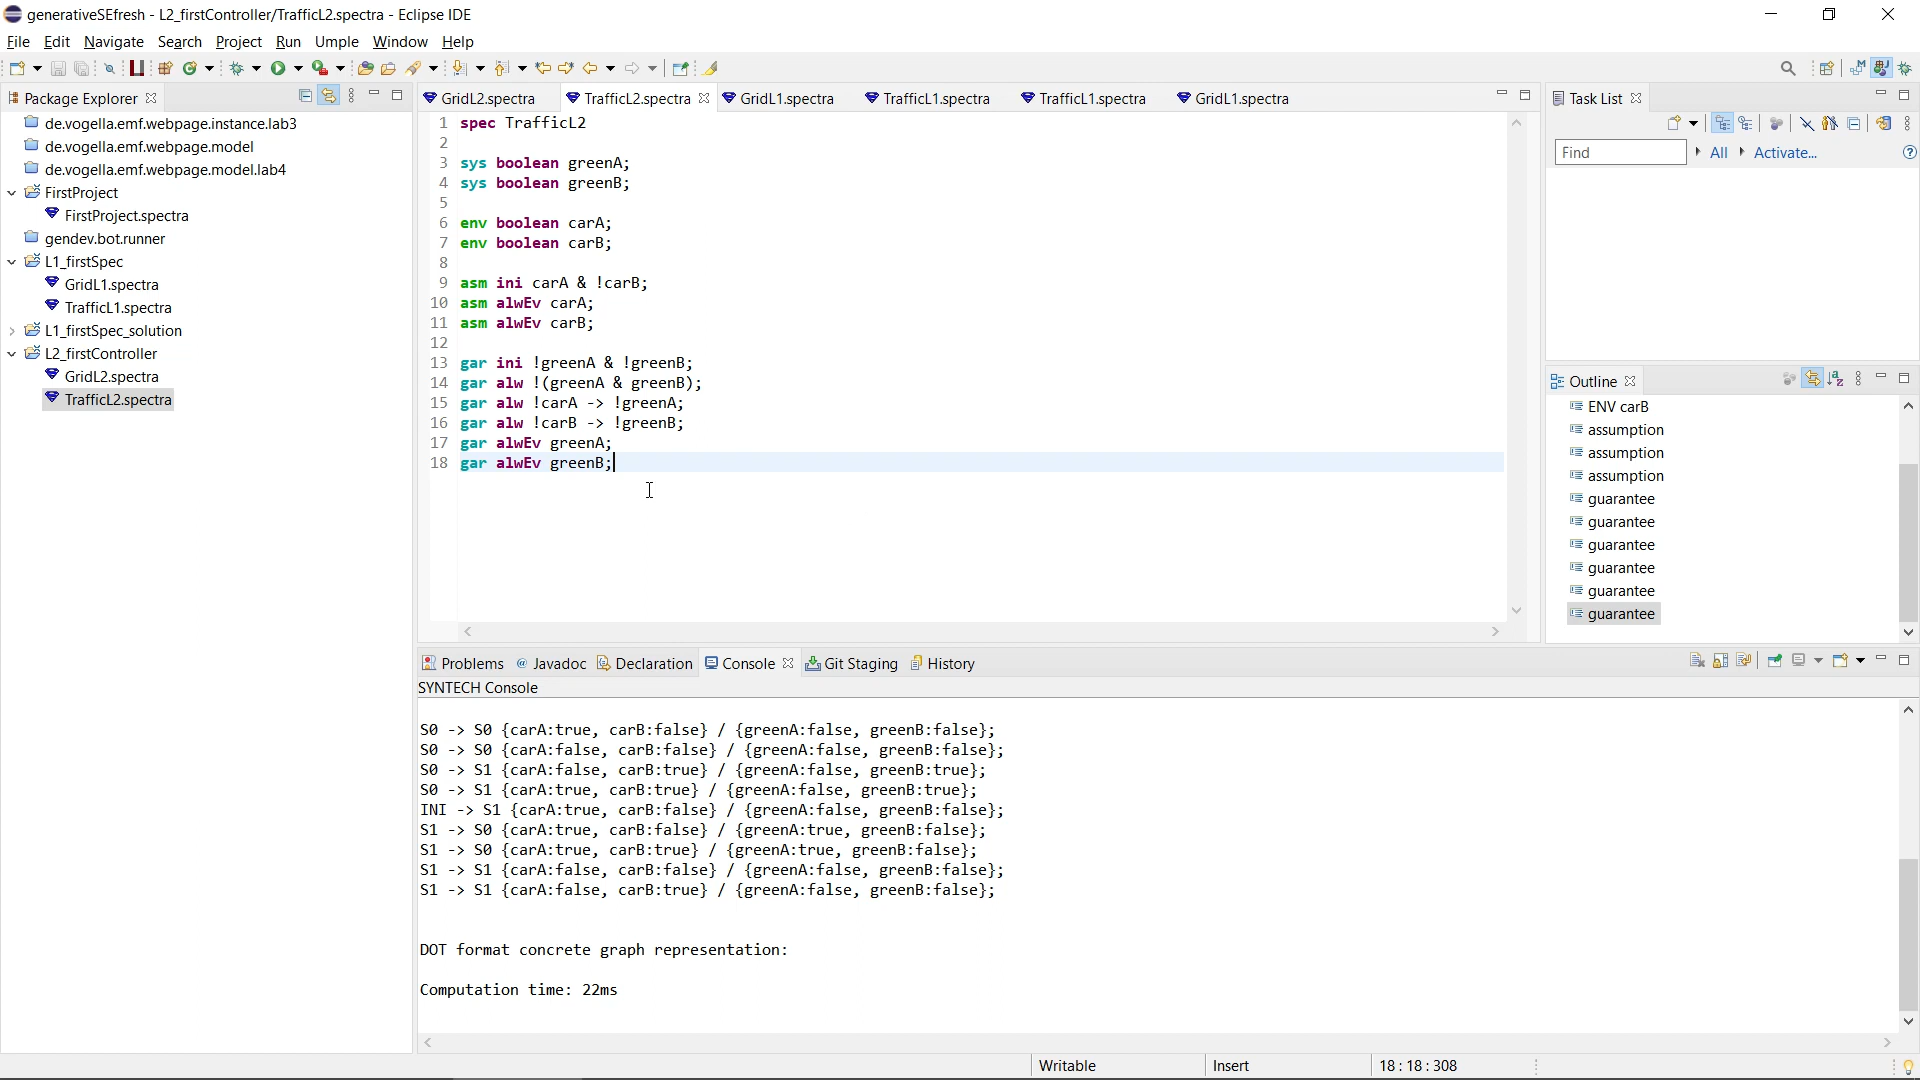 generativeSEfresh - L2_firstController/TrafficL2.spectra - Eclipse IDE
File Edit Navigate Search Project Run Umple Window Help
Package Explorer
de.vogella.emf.webpage.instance.lab3
de.vogella.emf.webpage.model
de.vogella.emf.webpage.model.lab4
FirstProject
FirstProject.spectra
gendev.bot.runner
L1_firstSpec
GridL1.spectra
TrafficL1.spectra
L1_firstSpec_solution
L2_firstController
GridL2.spectra
TrafficL2.spectra
GridL2.spectra TrafficL2.spectra GridL1.spectra TrafficL1.spectra TrafficL1.spectra GridL1.spectra
1 spec TrafficL2
2
3 sys boolean greenA;
4 sys boolean greenB;
5
6 env boolean carA;
7 env boolean carB;
8
9 asm ini carA & !carB;
10 asm alwEv carA;
11 asm alwEv carB;
12
13 gar ini !greenA & !greenB;
14 gar alw !(greenA & greenB);
15 gar alw !carA -> !greenA;
16 gar alw !carB -> !greenB;
17 gar alwEv greenA;
18 gar alwEv greenB;
Task List
Find All Activate...
Outline
ENV carB
assumption
assumption
assumption
guarantee
guarantee
guarantee
guarantee
guarantee
guarantee
Problems @ Javadoc Declaration Console Git Staging History
SYNTECH Console
S0 -> S0 {carA:true, carB:false} / {greenA:false, greenB:false};
S0 -> S0 {carA:false, carB:false} / {greenA:false, greenB:false};
S0 -> S1 {carA:false, carB:true} / {greenA:false, greenB:true};
S0 -> S1 {carA:true, carB:true} / {greenA:false, greenB:true};
INI -> S1 {carA:true, carB:false} / {greenA:false, greenB:false};
S1 -> S0 {carA:true, carB:false} / {greenA:true, greenB:false};
S1 -> S0 {carA:true, carB:true} / {greenA:true, greenB:false};
S1 -> S1 {carA:false, carB:false} / {greenA:false, greenB:false};
S1 -> S1 {carA:false, carB:true} / {greenA:false, greenB:false};
DOT format concrete graph representation:
Computation time: 22ms
Writable Insert 18 : 18 : 308